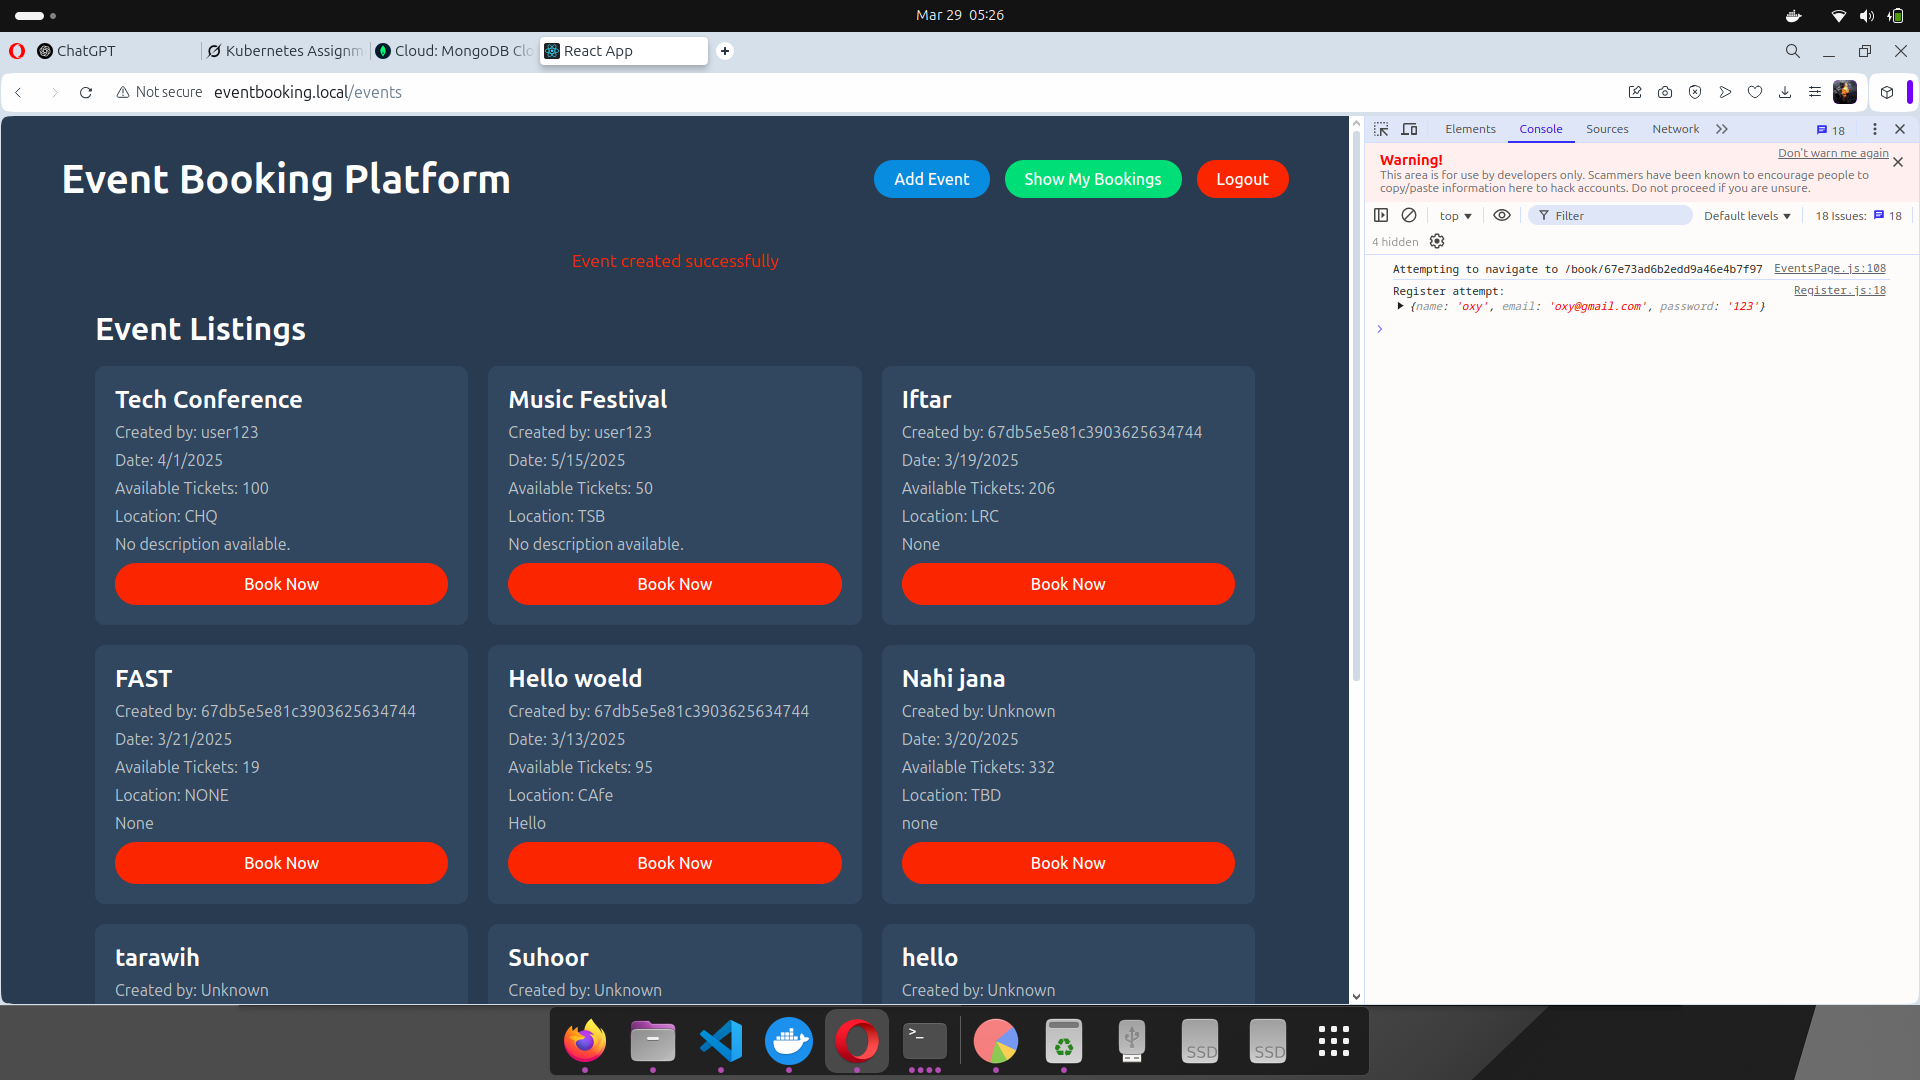 Mar 29 05:26
ChatGPT
Kubernetes Assignm
Cloud: MongoDB Clo
React App
Not secure
eventbooking.local/events
Event Booking Platform
Add Event
Show My Bookings
Logout
Event created successfully
Event Listings
Tech Conference
Created by: user123
Date: 4/1/2025
Available Tickets: 100
Location: CHQ
No description available.
Book Now
Music Festival
Created by: user123
Date: 5/15/2025
Available Tickets: 50
Location: TSB
No description available.
Book Now
Iftar
Created by: 67db5e5e81c3903625634744
Date: 3/19/2025
Available Tickets: 206
Location: LRC
None
Book Now
FAST
Created by: 67db5e5e81c3903625634744
Date: 3/21/2025
Available Tickets: 19
Location: NONE
None
Book Now
Hello woeld
Created by: 67db5e5e81c3903625634744
Date: 3/13/2025
Available Tickets: 95
Location: CAfe
Hello
Book Now
Nahi jana
Created by: Unknown
Date: 3/20/2025
Available Tickets: 332
Location: TBD
none
Book Now
tarawih
Created by: Unknown
Suhoor
Created by: Unknown
hello
Created by: Unknown
Elements
Console
Sources
Network
18
Warning!
Don't warn me again
This area is for use by developers only. Scammers have been known to encourage people to
copy/paste information here to hack accounts. Do not proceed if you are unsure.
top
Filter
Default levels
18 Issues:
18
4 hidden
Attempting to navigate to /book/67e73ad6b2edd9a46e4b7f97
EventsPage.js:108
Register attempt:
Register.js:18
{name: 'oxy', email: 'oxy@gmail.com', password: '123'}
>_
SSD
SSD